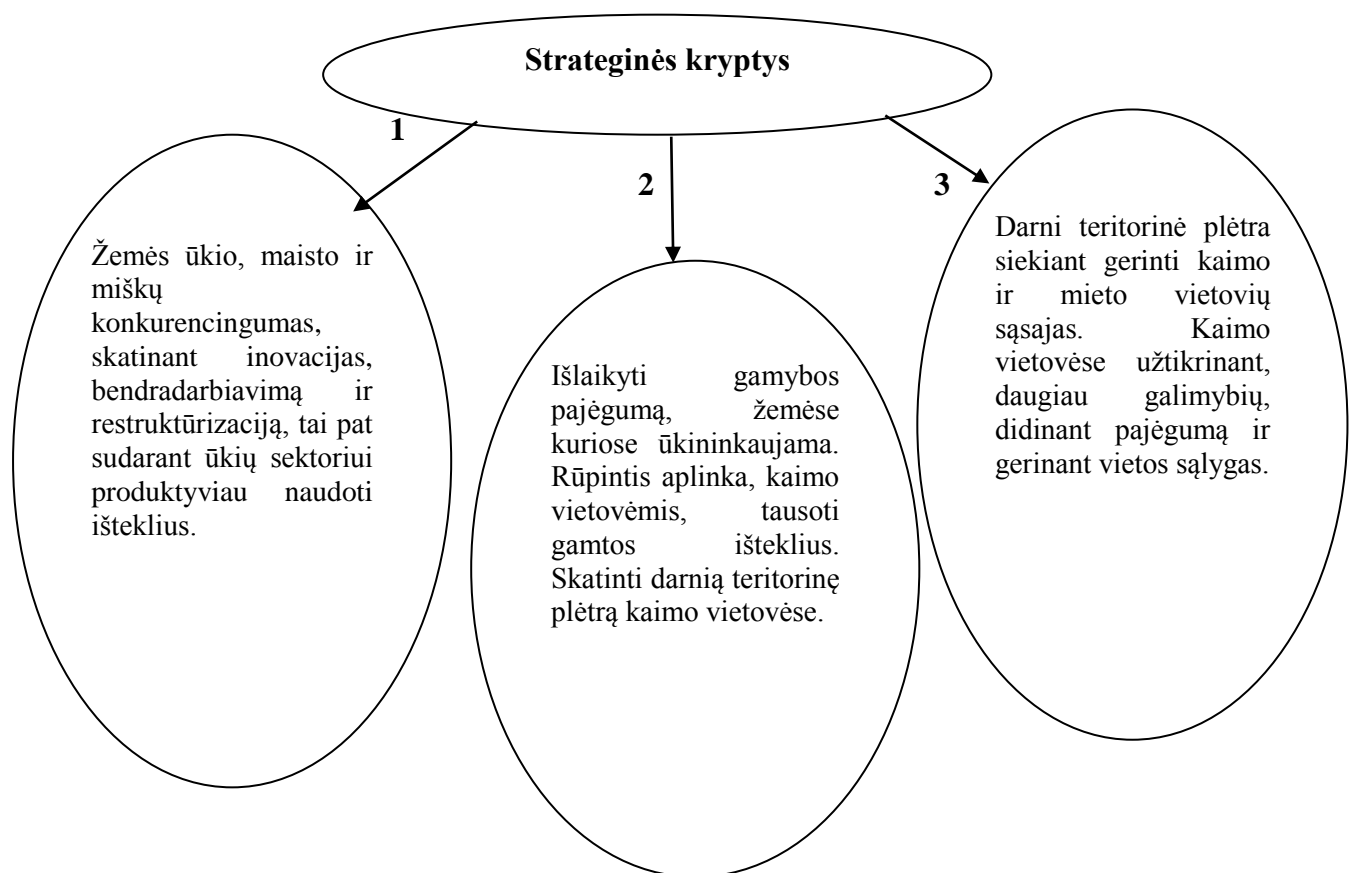 Strateginės kryptys
1
2
3
Žemės ūkio, maisto ir
miškų
konkurencingumas,
skatinant inovacijas,
bendradarbiavimą ir
restruktūrizaciją, tai pat
sudarant ūkių sektoriui
produktyviau naudoti
išteklius.
Išlaikyti gamybos
pajėgumą, žemėse
kuriose ūkininkaujama.
Rūpintis aplinka, kaimo
vietovėmis, tausoti
gamtos išteklius.
Skatinti darnią teritorinę
plėtrą kaimo vietovėse.
Darni teritorinė plėtra
siekiant gerinti kaimo
ir mieto vietovių
sąsajas. Kaimo
vietovėse užtikrinant,
daugiau galimybių,
didinant pajėgumą ir
gerinant vietos sąlygas.